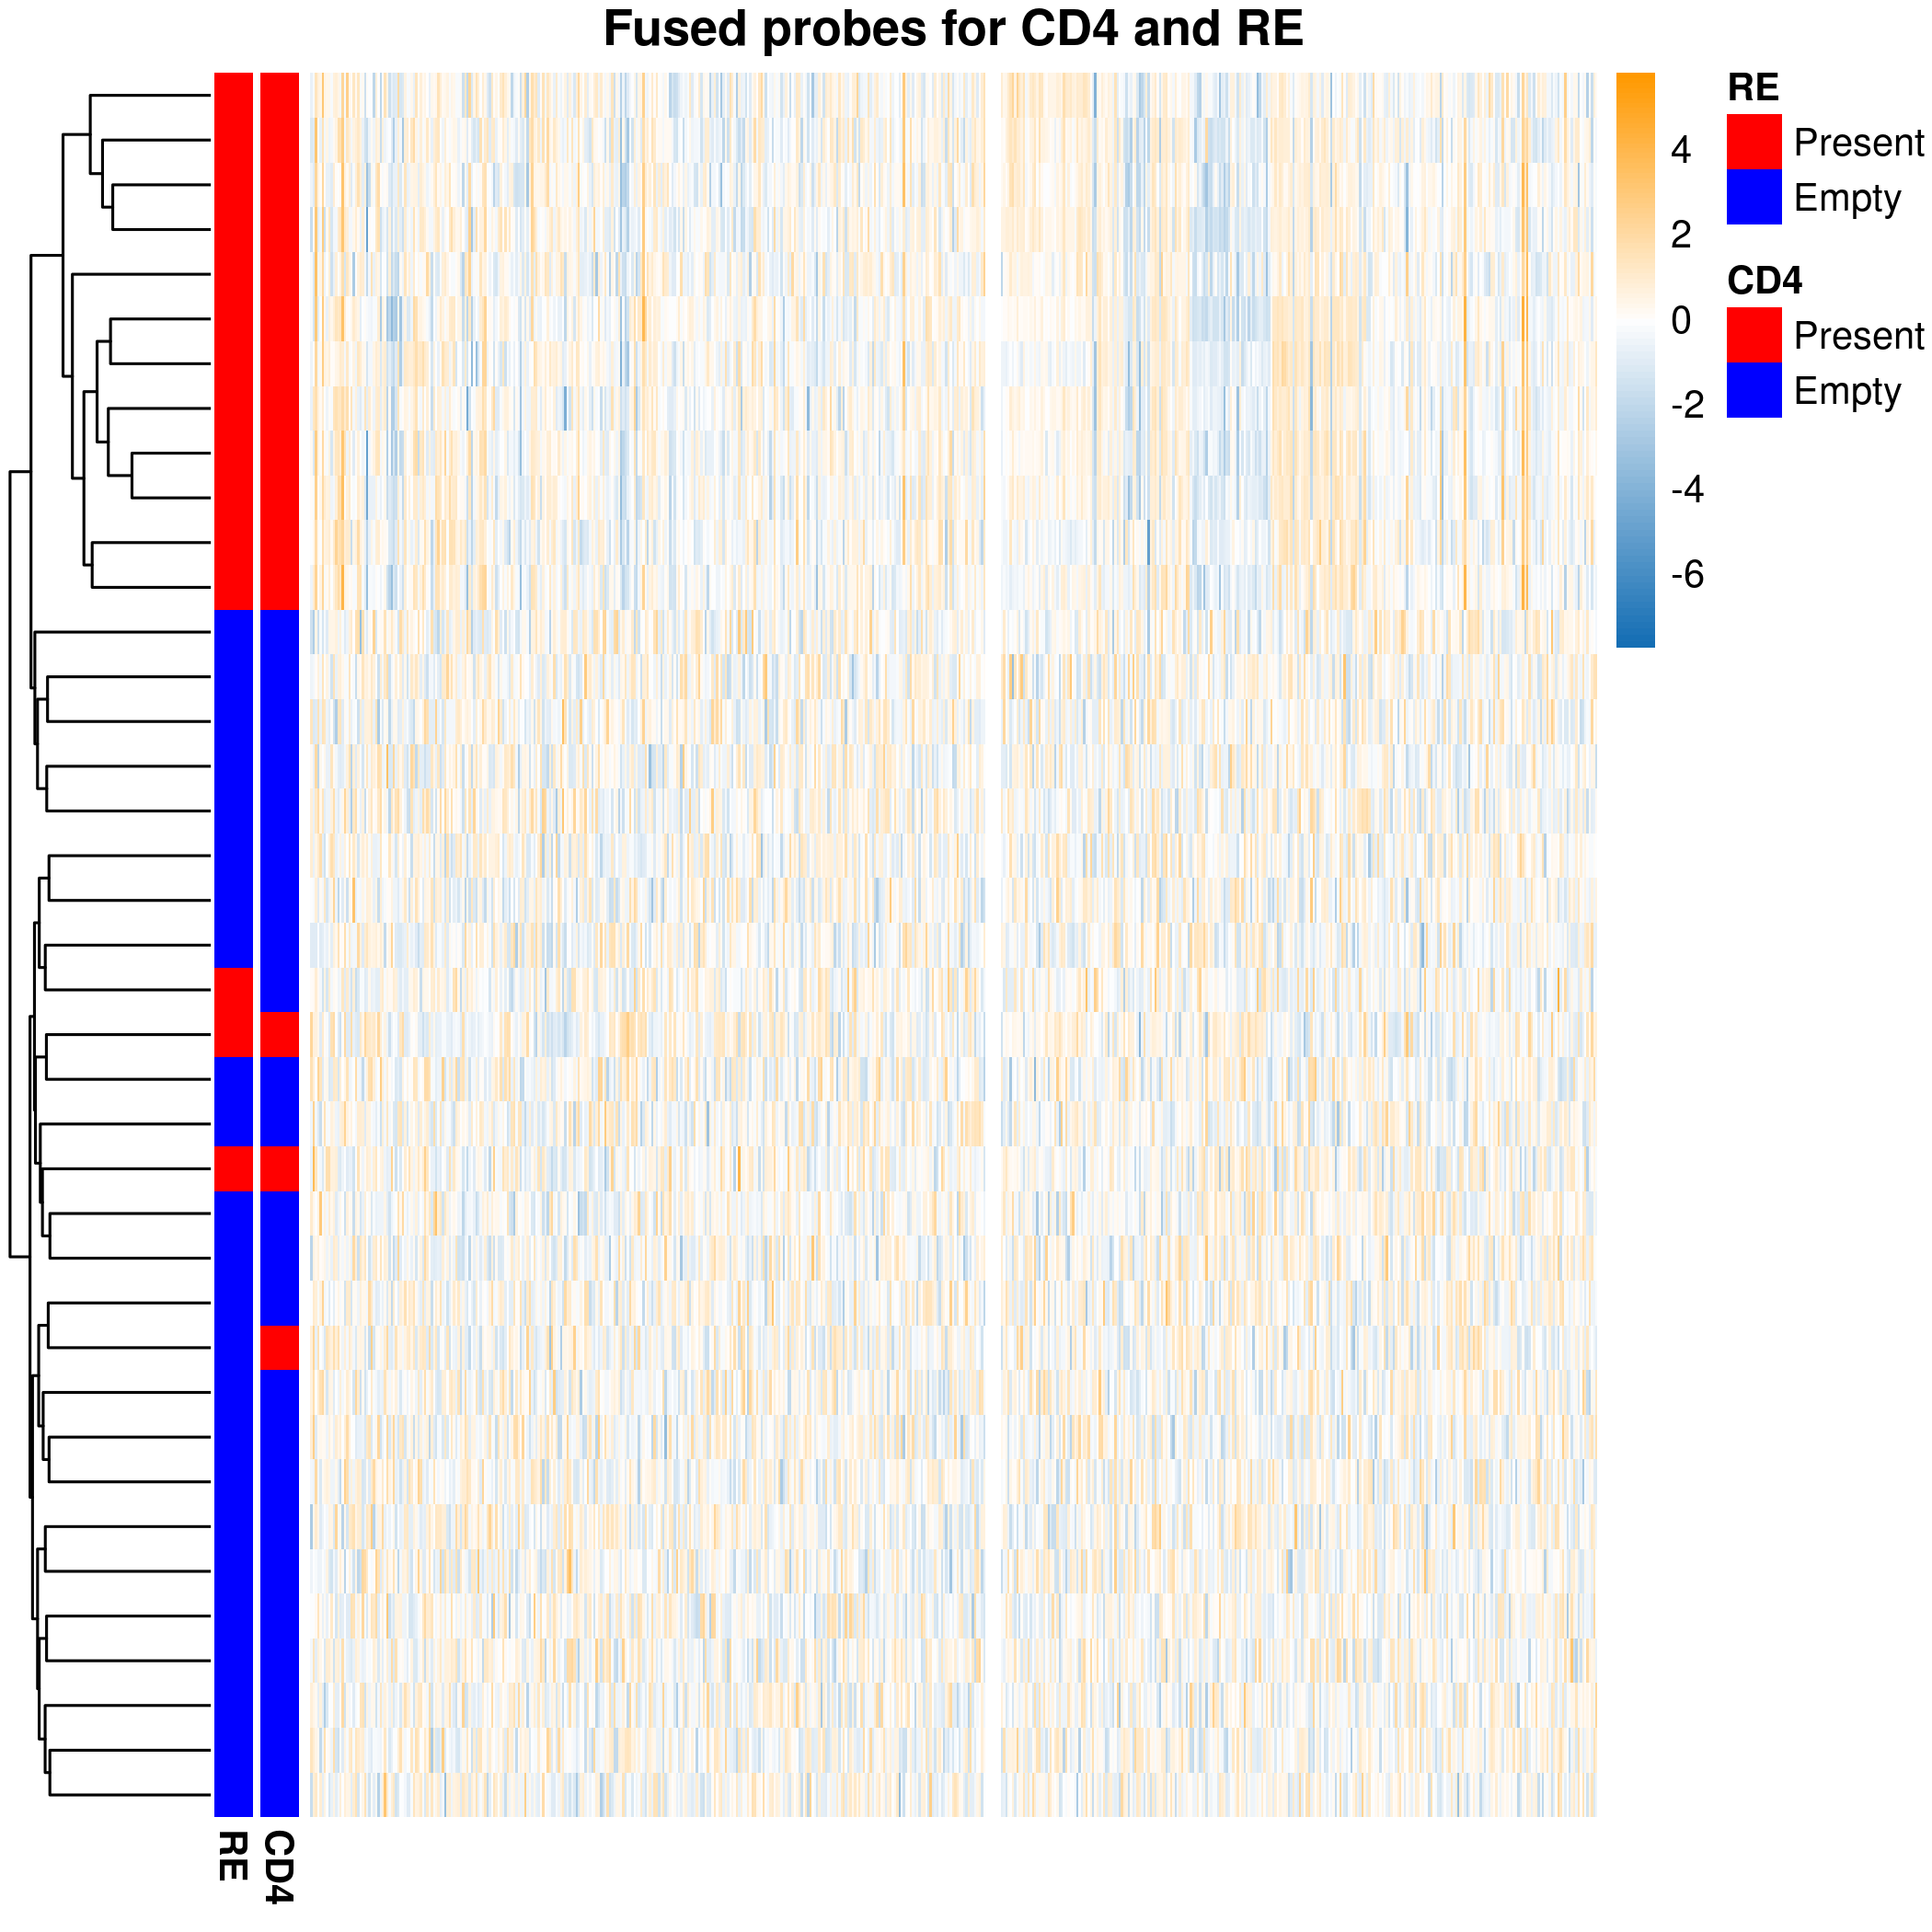 Fused probes for CD4 and RE
4
2
0
-2
-4
-6
RE
Present
Empty
CD4
Present
Empty
RE
CD4